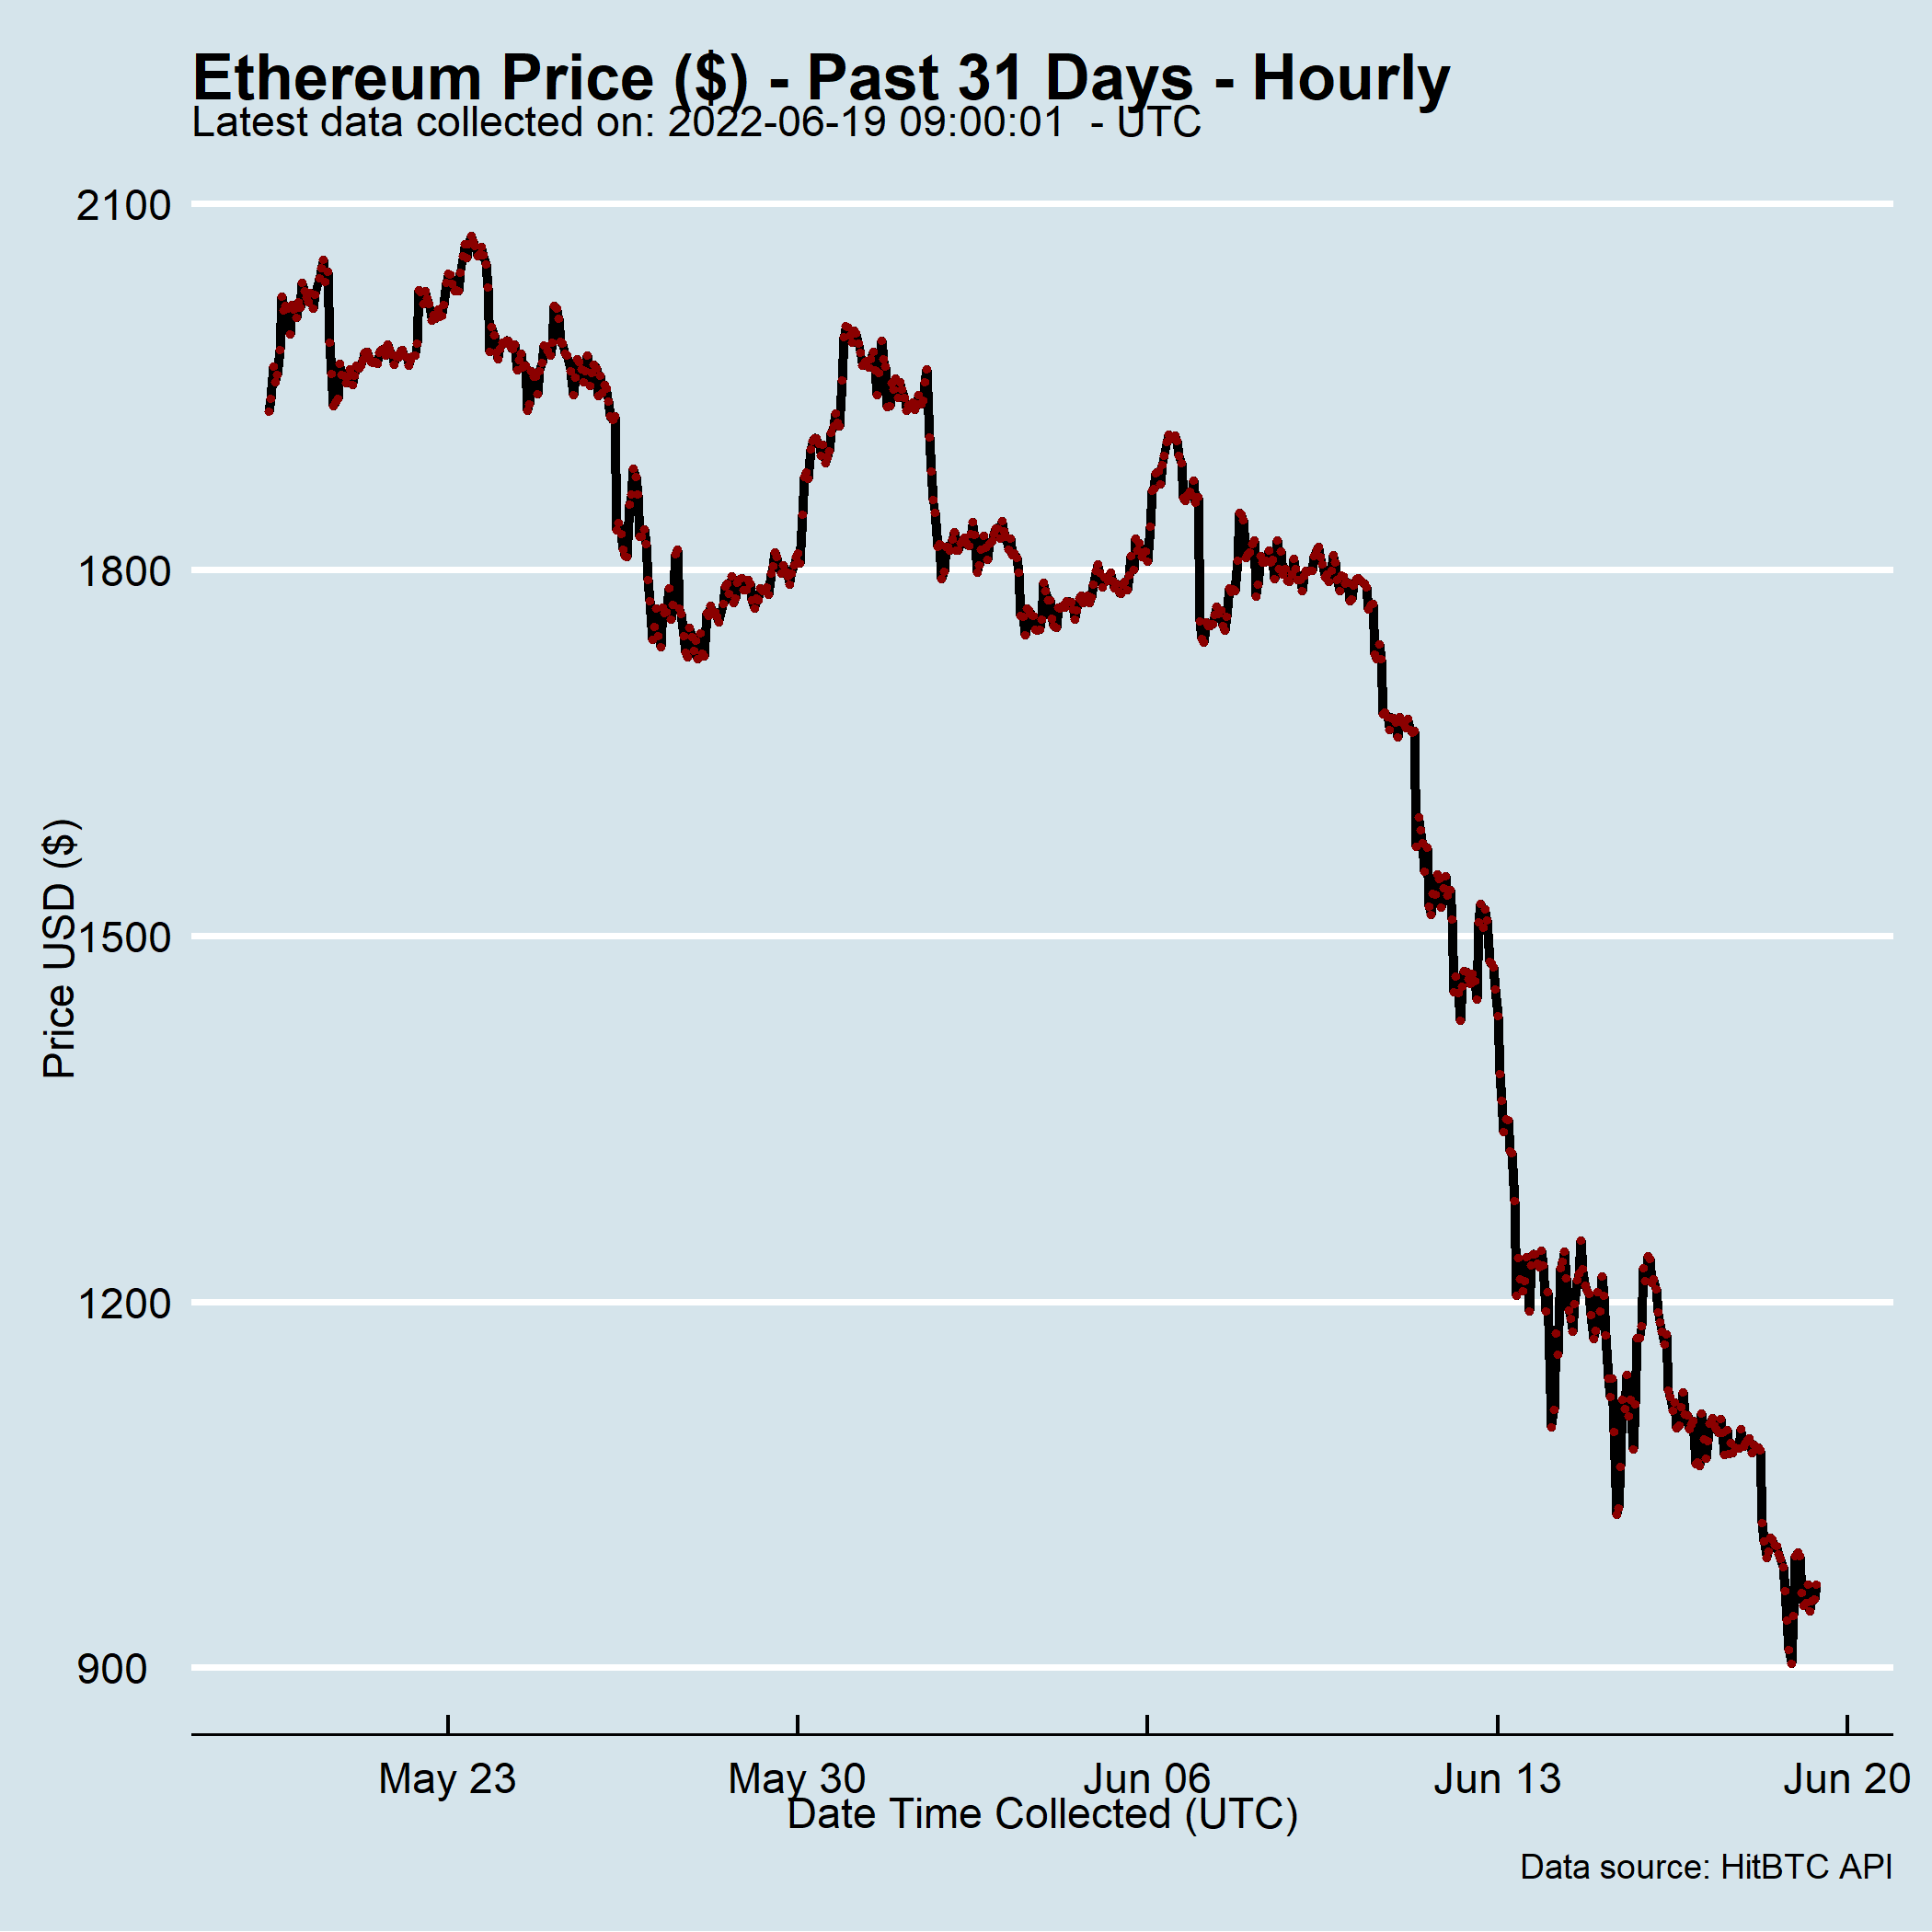 Ethereum Price ($) - Past 31 Days - Hourly
Latest data collected on: 2022-06-19 09:00:01  - UTC
Price USD ($)
2100
1800
1500
1200
900
May 23
May 30
Jun 06
Jun 13
Jun 20
Date Time Collected (UTC)
Data source: HitBTC API